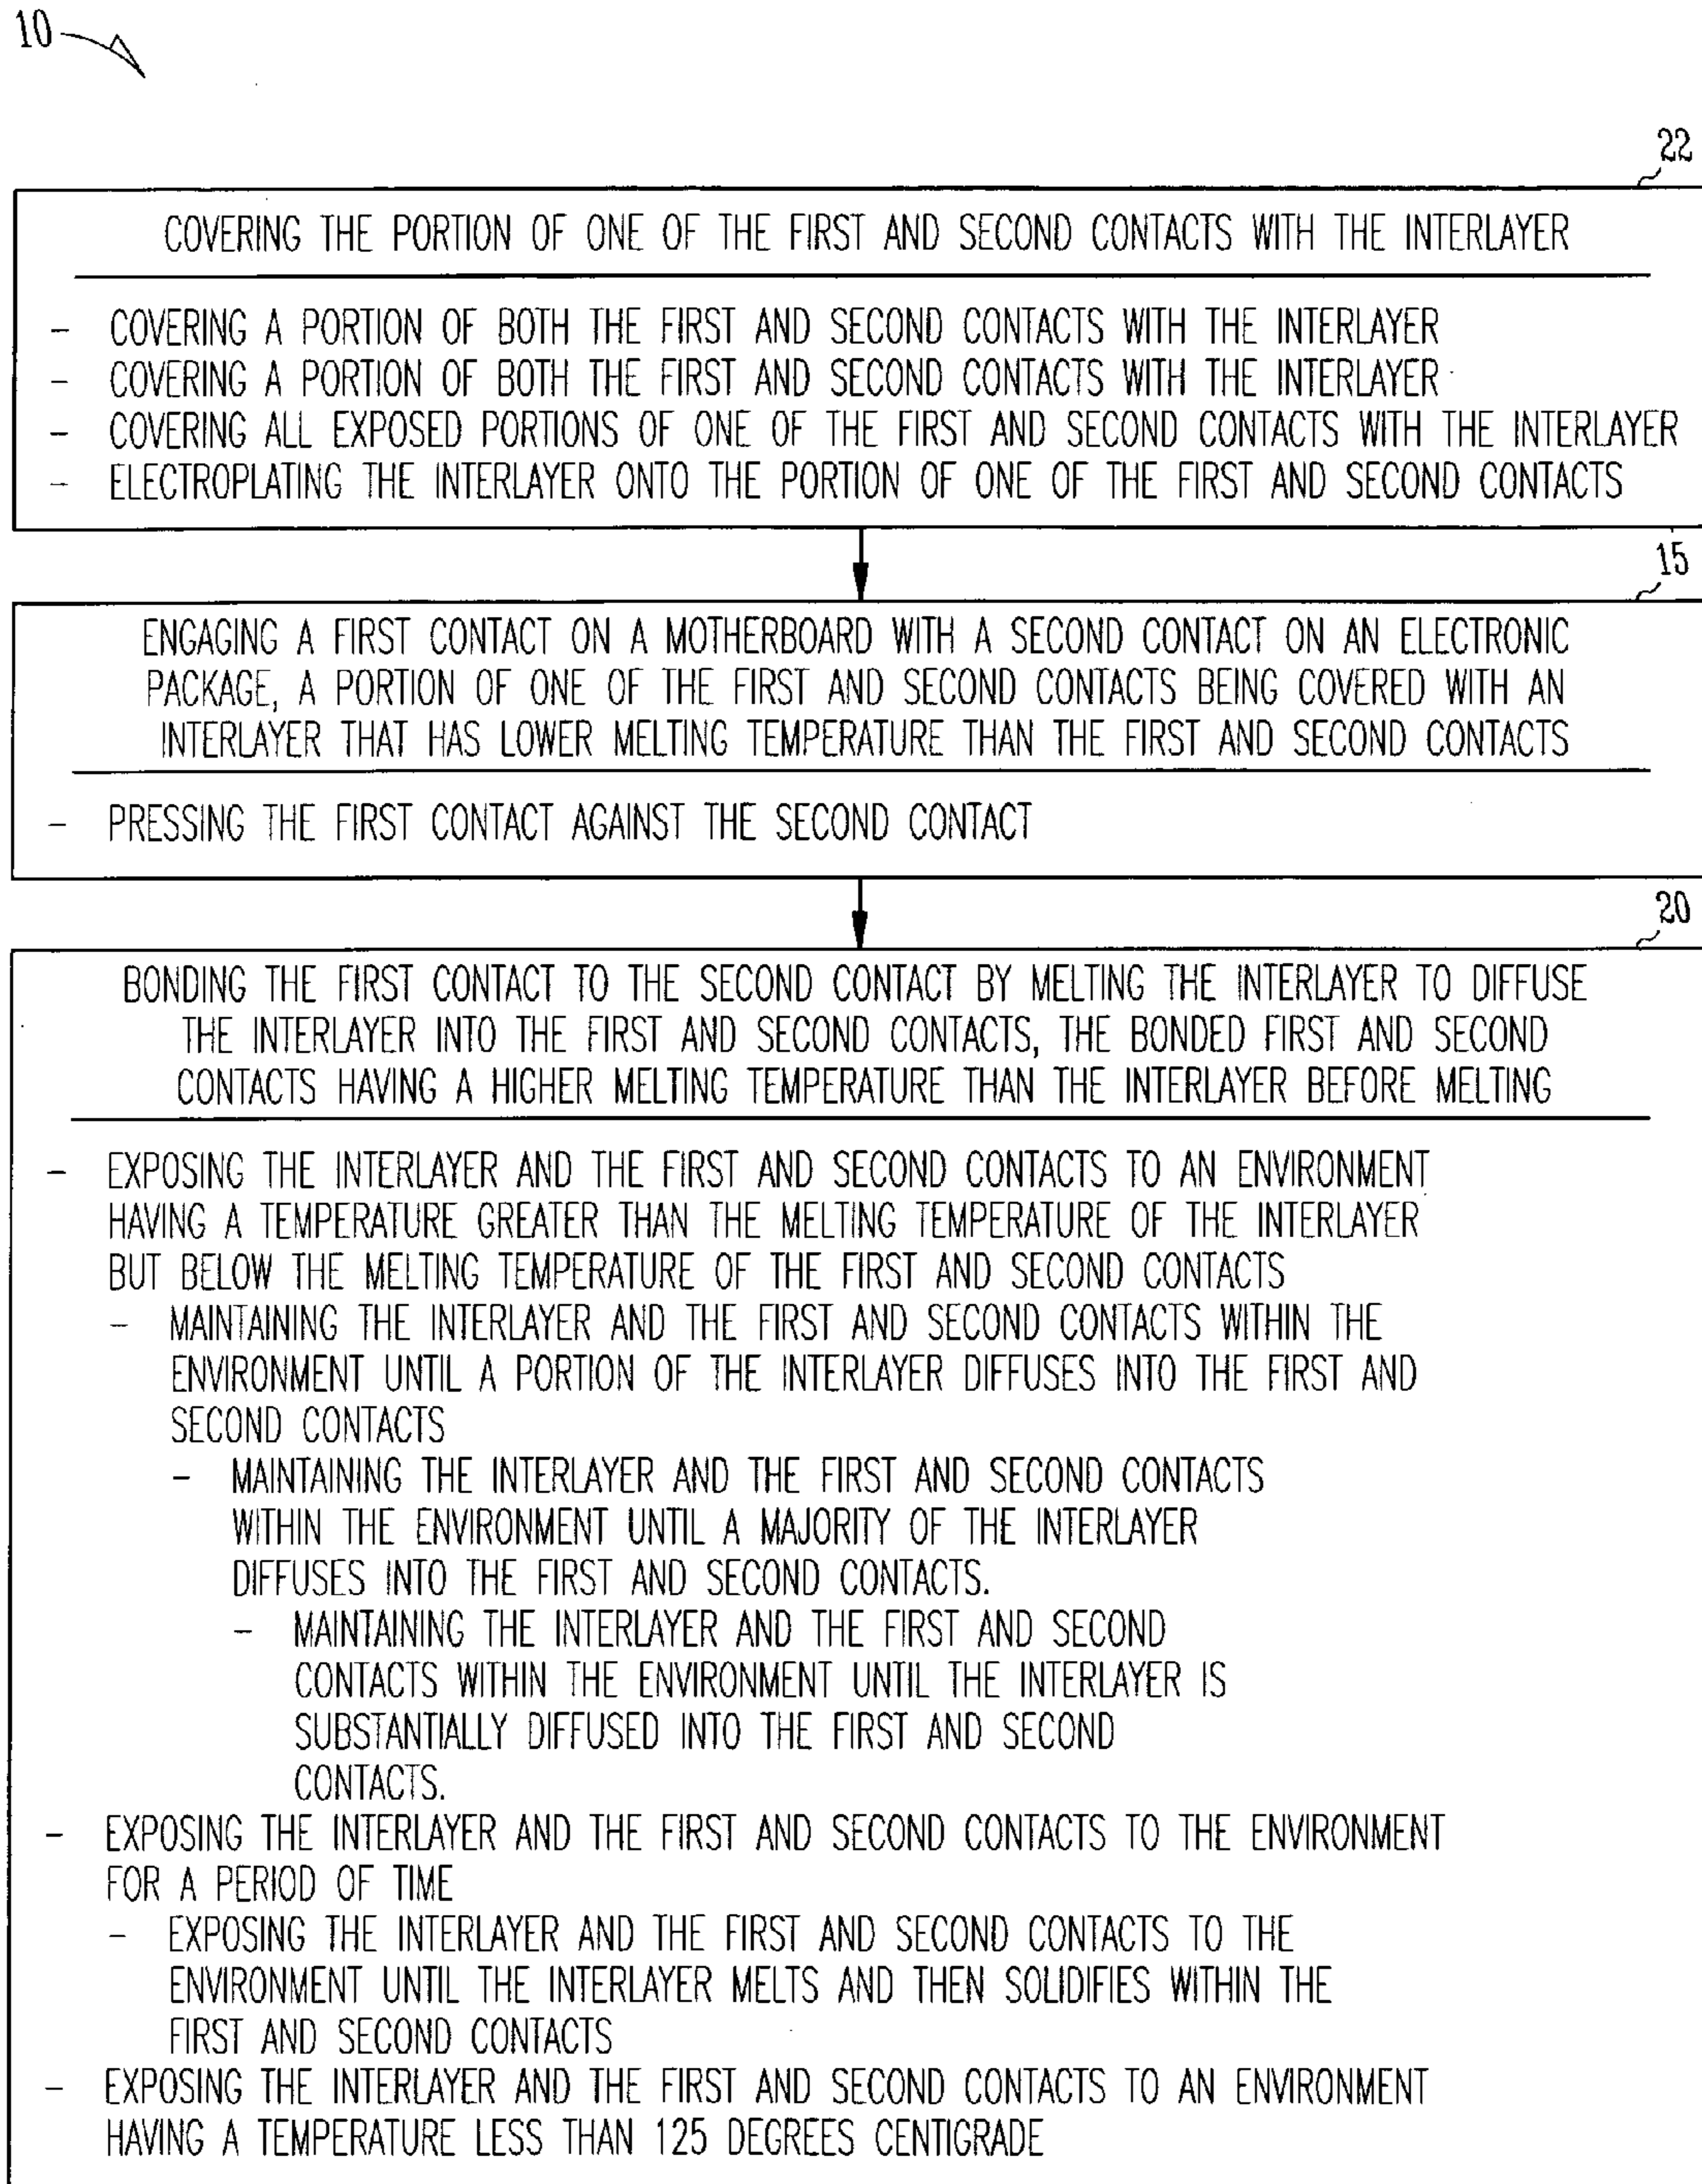 10
22
COVERING THE PORTION OF ONE OF THE FIRST AND SECOND CONTACTS WITH THE INTERLAYER
- COVERING A PORTION OF BOTH THE FIRST AND SECOND CONTACTS WITH THE INTERLAYER
- COVERING A PORTION OF BOTH THE FIRST AND SECOND CONTACTS WITH THE INTERLAYER
- COVERING ALL EXPOSED PORTIONS OF ONE OF THE FIRST AND SECOND CONTACTS WITH THE INTERLAYER
- ELECTROPLATING THE INTERLAYER ONTO THE PORTION OF ONE OF THE FIRST AND SECOND CONTACTS
15
ENGAGING A FIRST CONTACT ON A MOTHERBOARD WITH A SECOND CONTACT ON AN ELECTRONIC
PACKAGE, A PORTION OF ONE OF THE FIRST AND SECOND CONTACTS BEING COVERED WITH AN
INTERLAYER THAT HAS LOWER MELTING TEMPERATURE THAN THE FIRST AND SECOND CONTACTS
- PRESSING THE FIRST CONTACT AGAINST THE SECOND CONTACT
20
BONDING THE FIRST CONTACT TO THE SECOND CONTACT BY MELTING THE INTERLAYER TO DIFFUSE
THE INTERLAYER INTO THE FIRST AND SECOND CONTACTS, THE BONDED FIRST AND SECOND
CONTACTS HAVING A HIGHER MELTING TEMPERATURE THAN THE INTERLAYER BEFORE MELTING
- EXPOSING THE INTERLAYER AND THE FIRST AND SECOND CONTACTS TO AN ENVIRONMENT
HAVING A TEMPERATURE GREATER THAN THE MELTING TEMPERATURE OF THE INTERLAYER
BUT BELOW THE MELTING TEMPERATURE OF THE FIRST AND SECOND CONTACTS
- MAINTAINING THE INTERLAYER AND THE FIRST AND SECOND CONTACTS WITHIN THE
ENVIRONMENT UNTIL A PORTION OF THE INTERLAYER DIFFUSES INTO THE FIRST AND
SECOND CONTACTS
- MAINTAINING THE INTERLAYER AND THE FIRST AND SECOND CONTACTS
WITHIN THE ENVIRONMENT UNTIL A MAJORITY OF THE INTERLAYER
DIFFUSES INTO THE FIRST AND SECOND CONTACTS.
- MAINTAINING THE INTERLAYER AND THE FIRST AND SECOND
CONTACTS WITHIN THE ENVIRONMENT UNTIL THE INTERLAYER IS
SUBSTANTIALLY DIFFUSED INTO THE FIRST AND SECOND
CONTACTS.
- EXPOSING THE INTERLAYER AND THE FIRST AND SECOND CONTACTS TO THE ENVIRONMENT
FOR A PERIOD OF TIME
- EXPOSING THE INTERLAYER AND THE FIRST AND SECOND CONTACTS TO THE
ENVIRONMENT UNTIL THE INTERLAYER MELTS AND THEN SOLIDIFIES WITHIN THE
FIRST AND SECOND CONTACTS
- EXPOSING THE INTERLAYER AND THE FIRST AND SECOND CONTACTS TO AN ENVIRONMENT
HAVING A TEMPERATURE LESS THAN 125 DEGREES CENTIGRADE